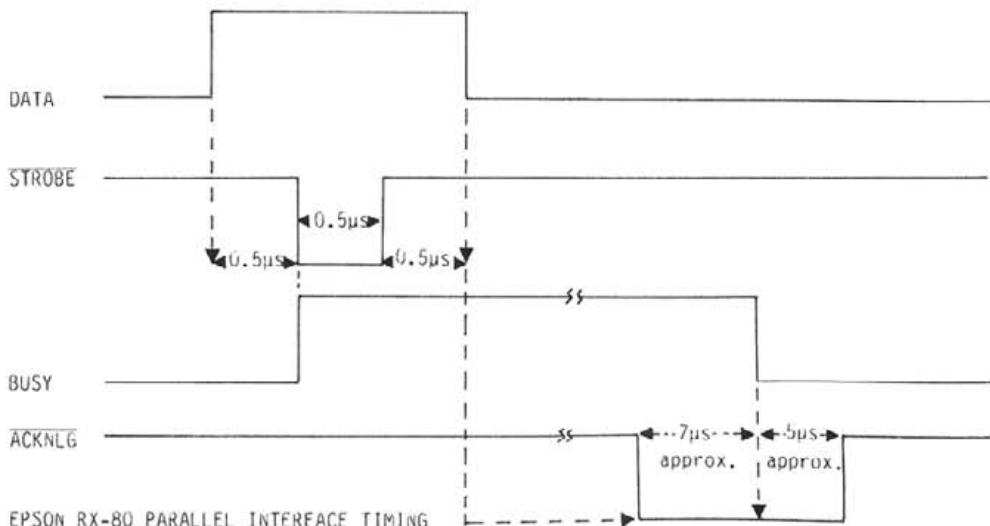 DATA
STROBE
0.5µs
0.5µs
0.5µs
BUSY
ACKNLG
7µs
approx.
5µs
approx.
EPSON RX-80 PARALLEL INTERFACE TIMING